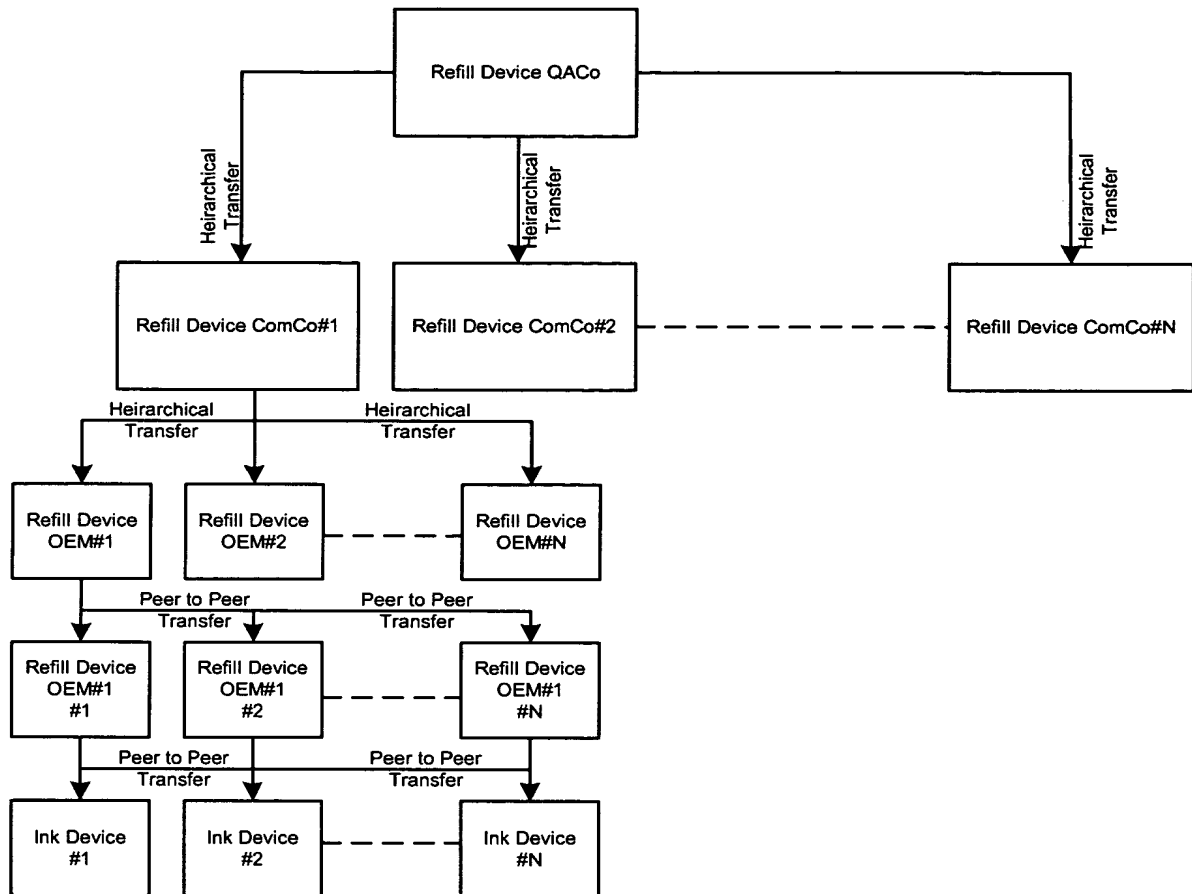 Refill Device QACo
Heirarchical
Transfer
Heirarchical
Transfer
Heirarchical
Transfer
Refill Device ComCo#1
Refill Device ComCo#2
Refill Device ComCo#N
Heirarchical
Transfer
Heirarchical
Transfer
Refill Device
OEM#1
Refill Device
OEM#2
Refill Device
OEM#N
Peer to Peer
Transfer
Peer to Peer
Transfer
Refill Device
OEM#1
#1
Refill Device
OEM#1
#2
Refill Device
OEM#1
#N
Peer to Peer
Transfer
Peer to Peer
Transfer
Ink Device
#1
Ink Device
#2
Ink Device
#N